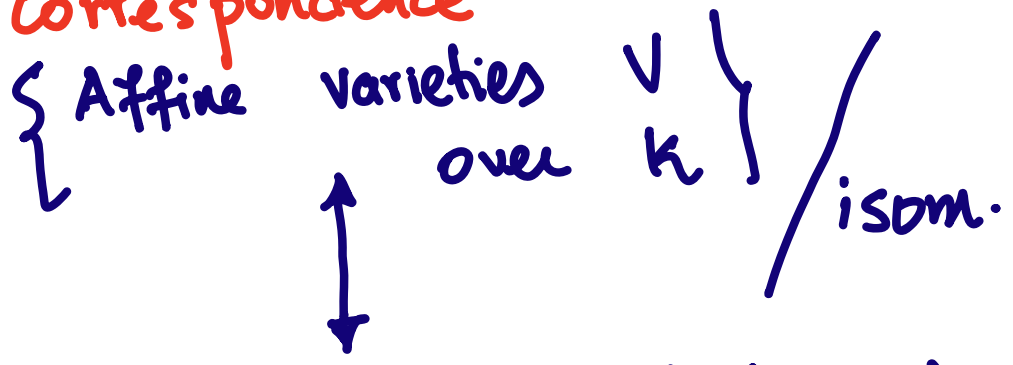 correspondence
{ Affine varieties V } / isom.
over k